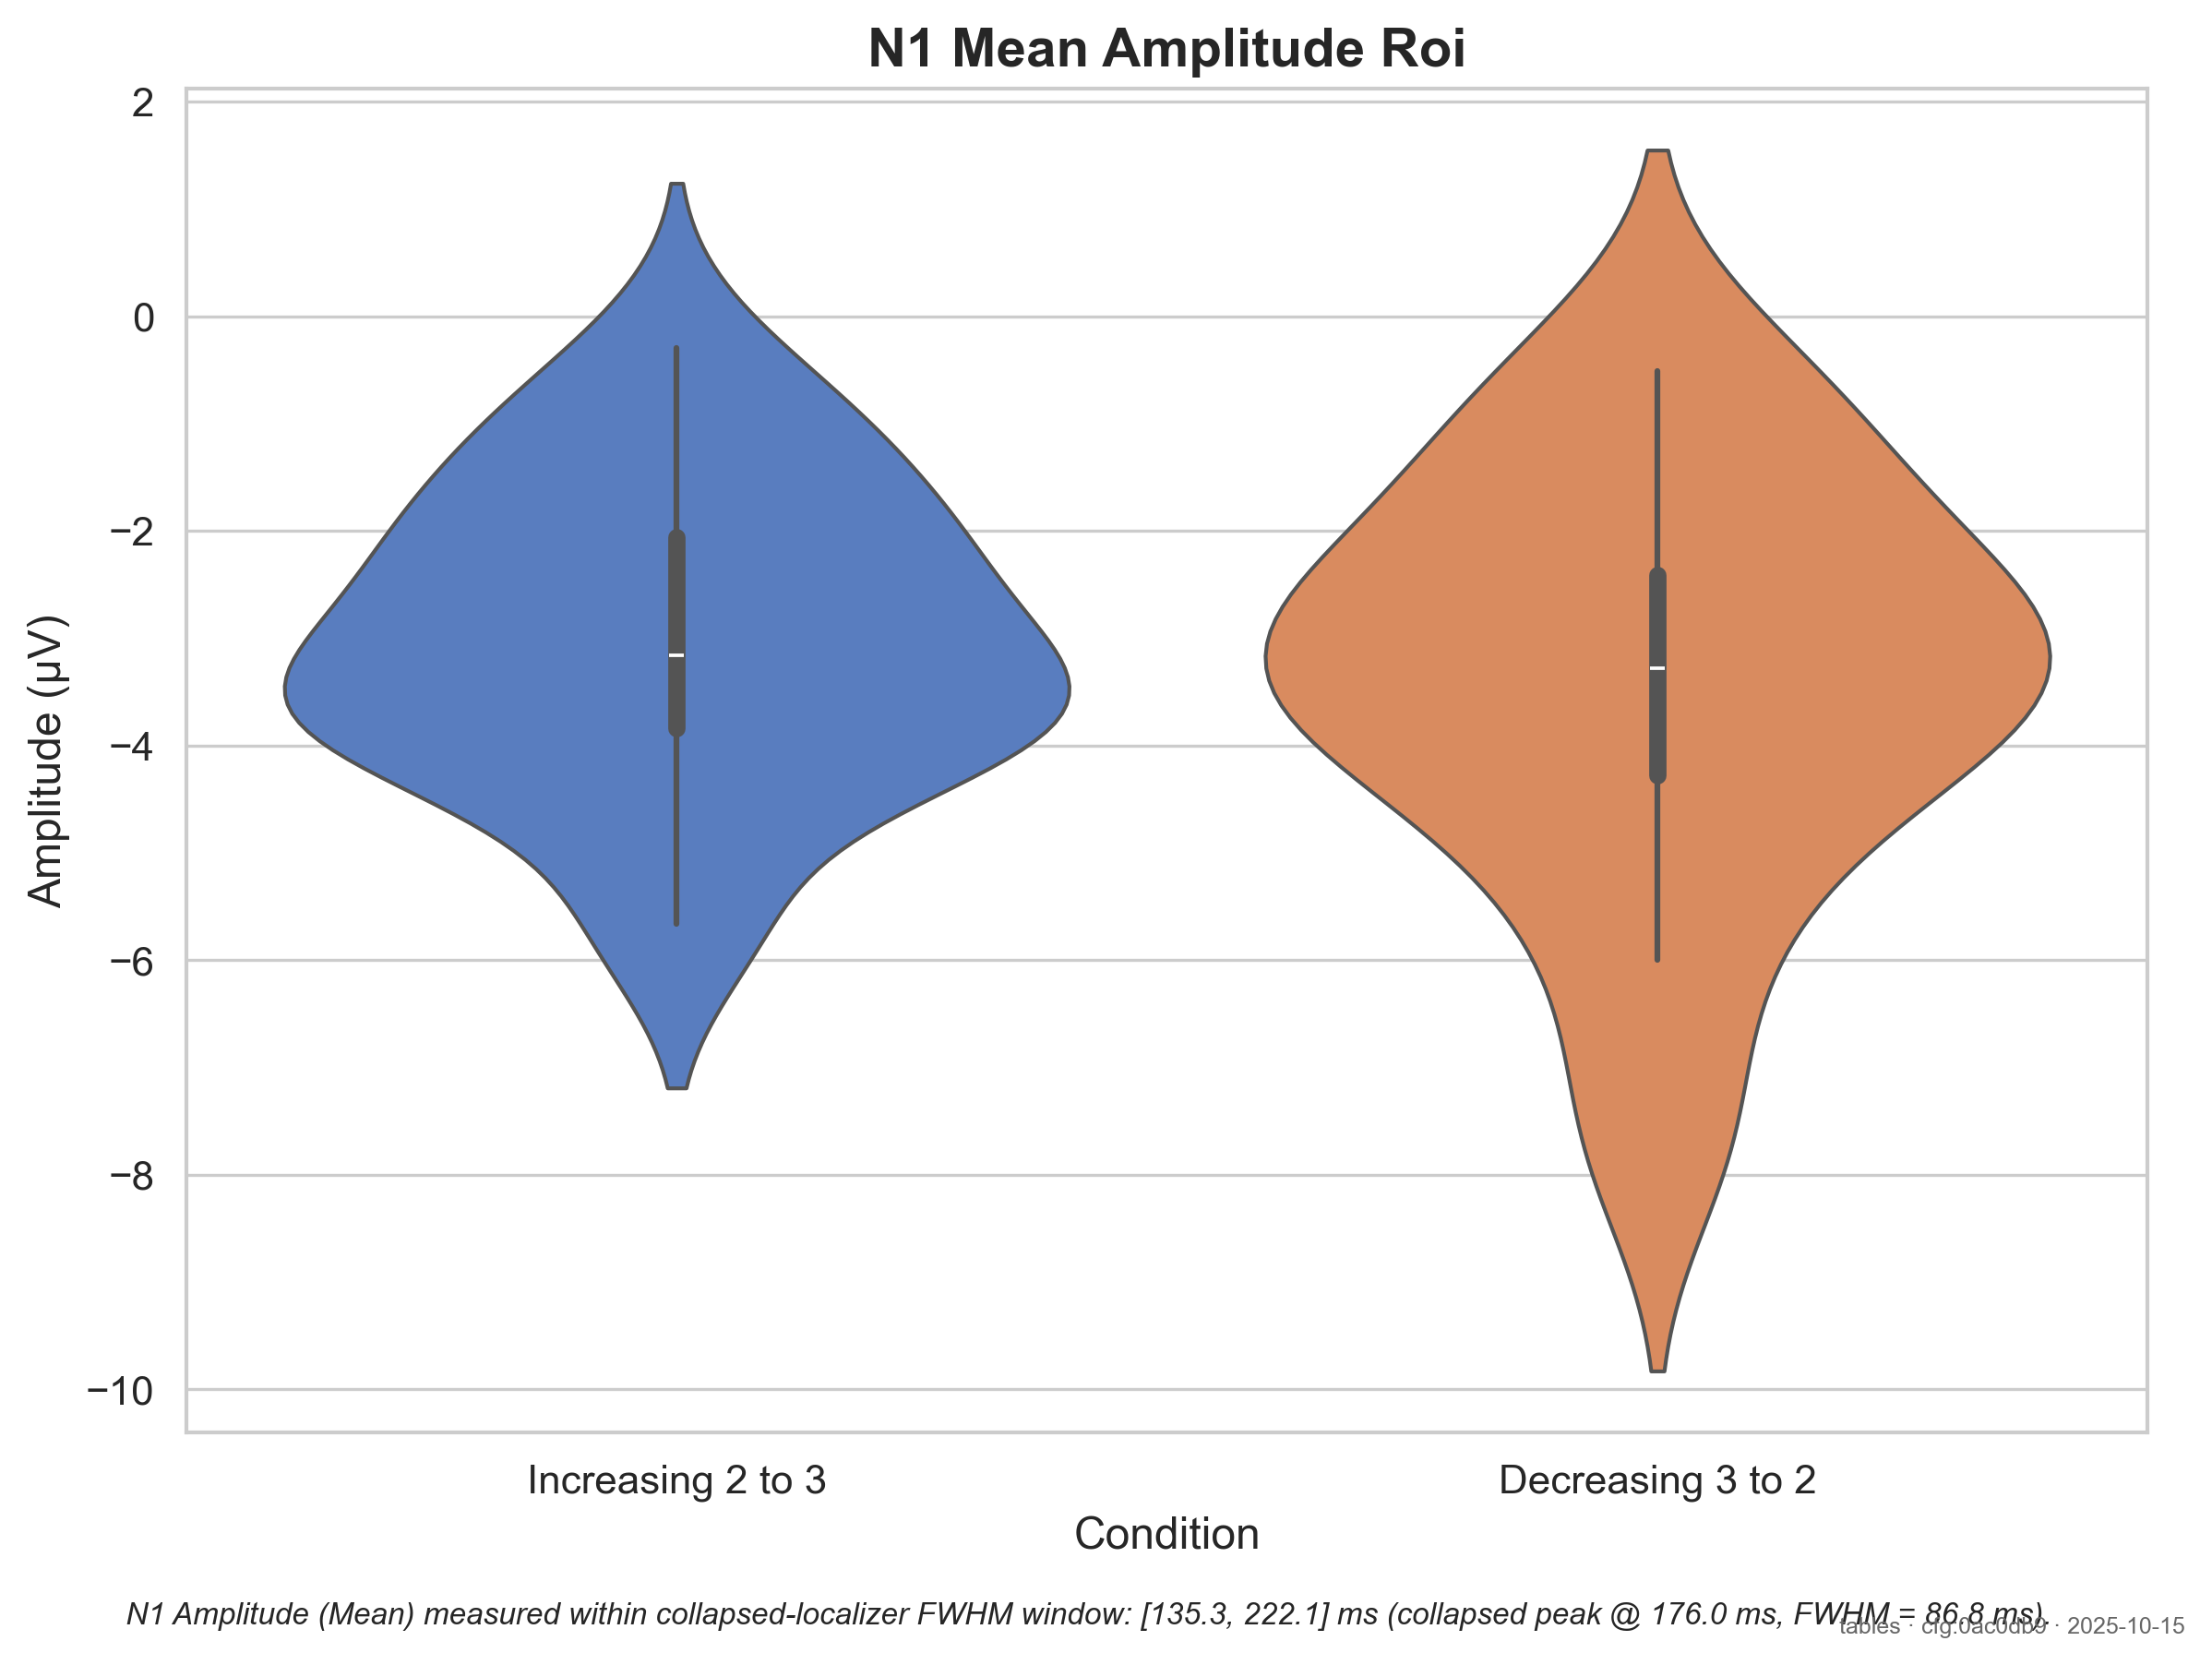 N1 Mean Amplitude Roi
2
0
−2
−4
−6
−8
−10
Amplitude (µV)
Increasing 2 to 3
Decreasing 3 to 2
Condition
N1 Amplitude (Mean) measured within collapsed-localizer FWHM window: [135.3, 222.1] ms (collapsed peak @ 176.0 ms, FWHM = 86.8 ms).
tables · cfg:0ac0db9 · 2025-10-15